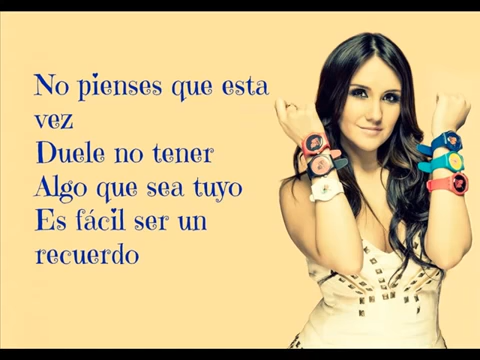 No pienses que esta
vez
Duele no tener
Algo que sea tuyo
Es fácil ser un
recuerdo